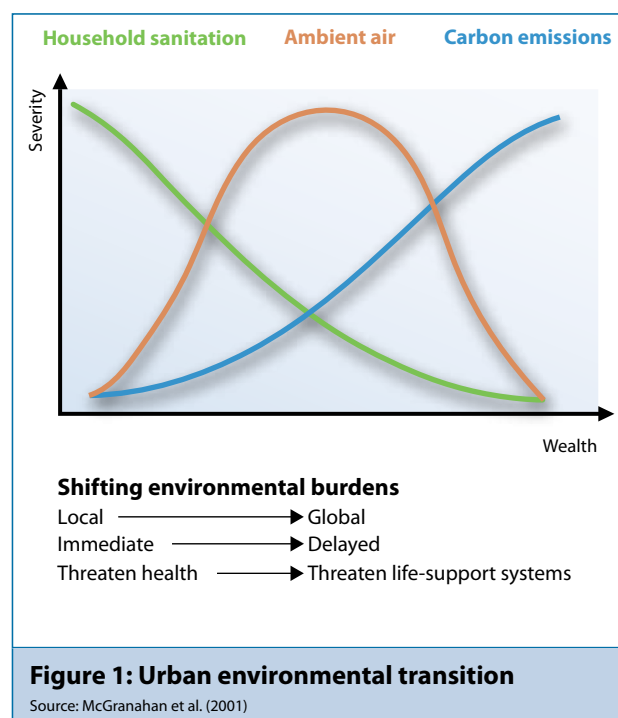 Household sanitation Ambient air Carbon emissions
Severity
Wealth
Shifting environmental burdens
Local Global
Immediate Delayed
Threaten health Threaten life-support systems
Figure 1: Urban environmental transition
Source: McGranahan et al. (2001)